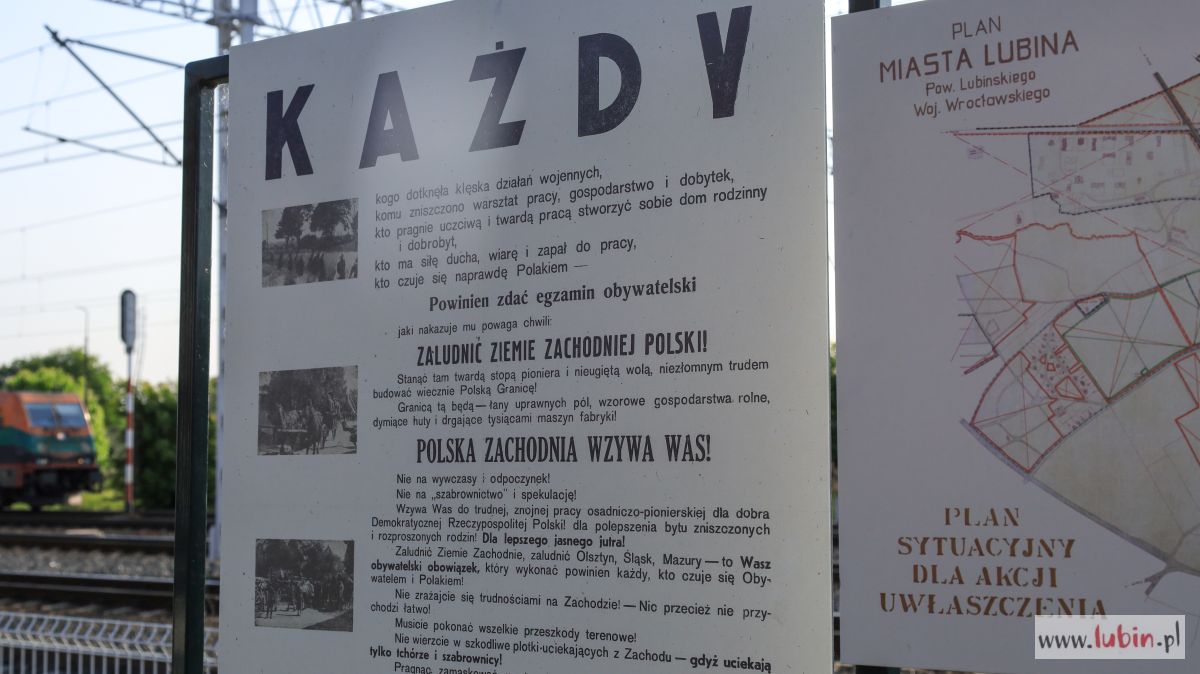 KAŻDY
kogo dotknęła klęska działań wojennych,
komu zniszczono warsztat pracy, gospodarstwo i dobytek,
kto pragnie uczciwą i twardą pracą stworzyć sobie dom rodzinny
i dobrobyt,
kto ma siłę ducha, wiarę i zapał do pracy,
kto czuje się naprawdę Polakiem —
Powinien zdać egzamin obywatelski
jaki nakazuje mu powaga chwili:
ZALUDNIĆ ZIEMIE ZACHODNIEJ POLSKI!
Stanąć tam twardą stopą pioniera i nieugiętą wolą, niezłomnym trudem
budować wiecznie Polską Granicę!
Granicą tą będą — łany uprawnych pól, wzorowe gospodarstwa rolne,
dymiące huty i drgające tysiącami maszyn fabryki!
POLSKA ZACHODNIA WZYWA WAS!
Nie na wywczasy i odpoczynek!
Nie na „szabrownictwo" i spekulację!
Wzywa Was do trudnej, znojnej pracy osadniczo-pionierskiej dla dobra
Demokratycznej Rzeczypospolitej Polski! dla polepszenia bytu zniszczonych
i rozproszonych rodzin! Dla lepszego jasnego jutra!
Zaludnić Ziemie Zachodnie, zaludnić Olsztyn, Śląsk, Mazury — to Wasz
obywatelski obowiązek, który wykonać powinien każdy, kto czuje się Oby-
watelem i Polakiem!
Nie zrażajcie się trudnościami na Zachodzie! — Nic przecież nie przy-
chodzi łatwo!
Musicie pokonać wszelkie przeszkody terenowe!
Nie wierzcie w szkodliwe plotki-uciekających z Zachodu — gdyż uciekają
tylko tchórze i szabrownicy!
PLAN
MIASTA LUBINA
Pow. Lubinskiego
Woj. Wrocławskiego
PLAN
SYTUACYJNY
DLA AKCJI
UWŁASZCZENIA
www.lubin.pl